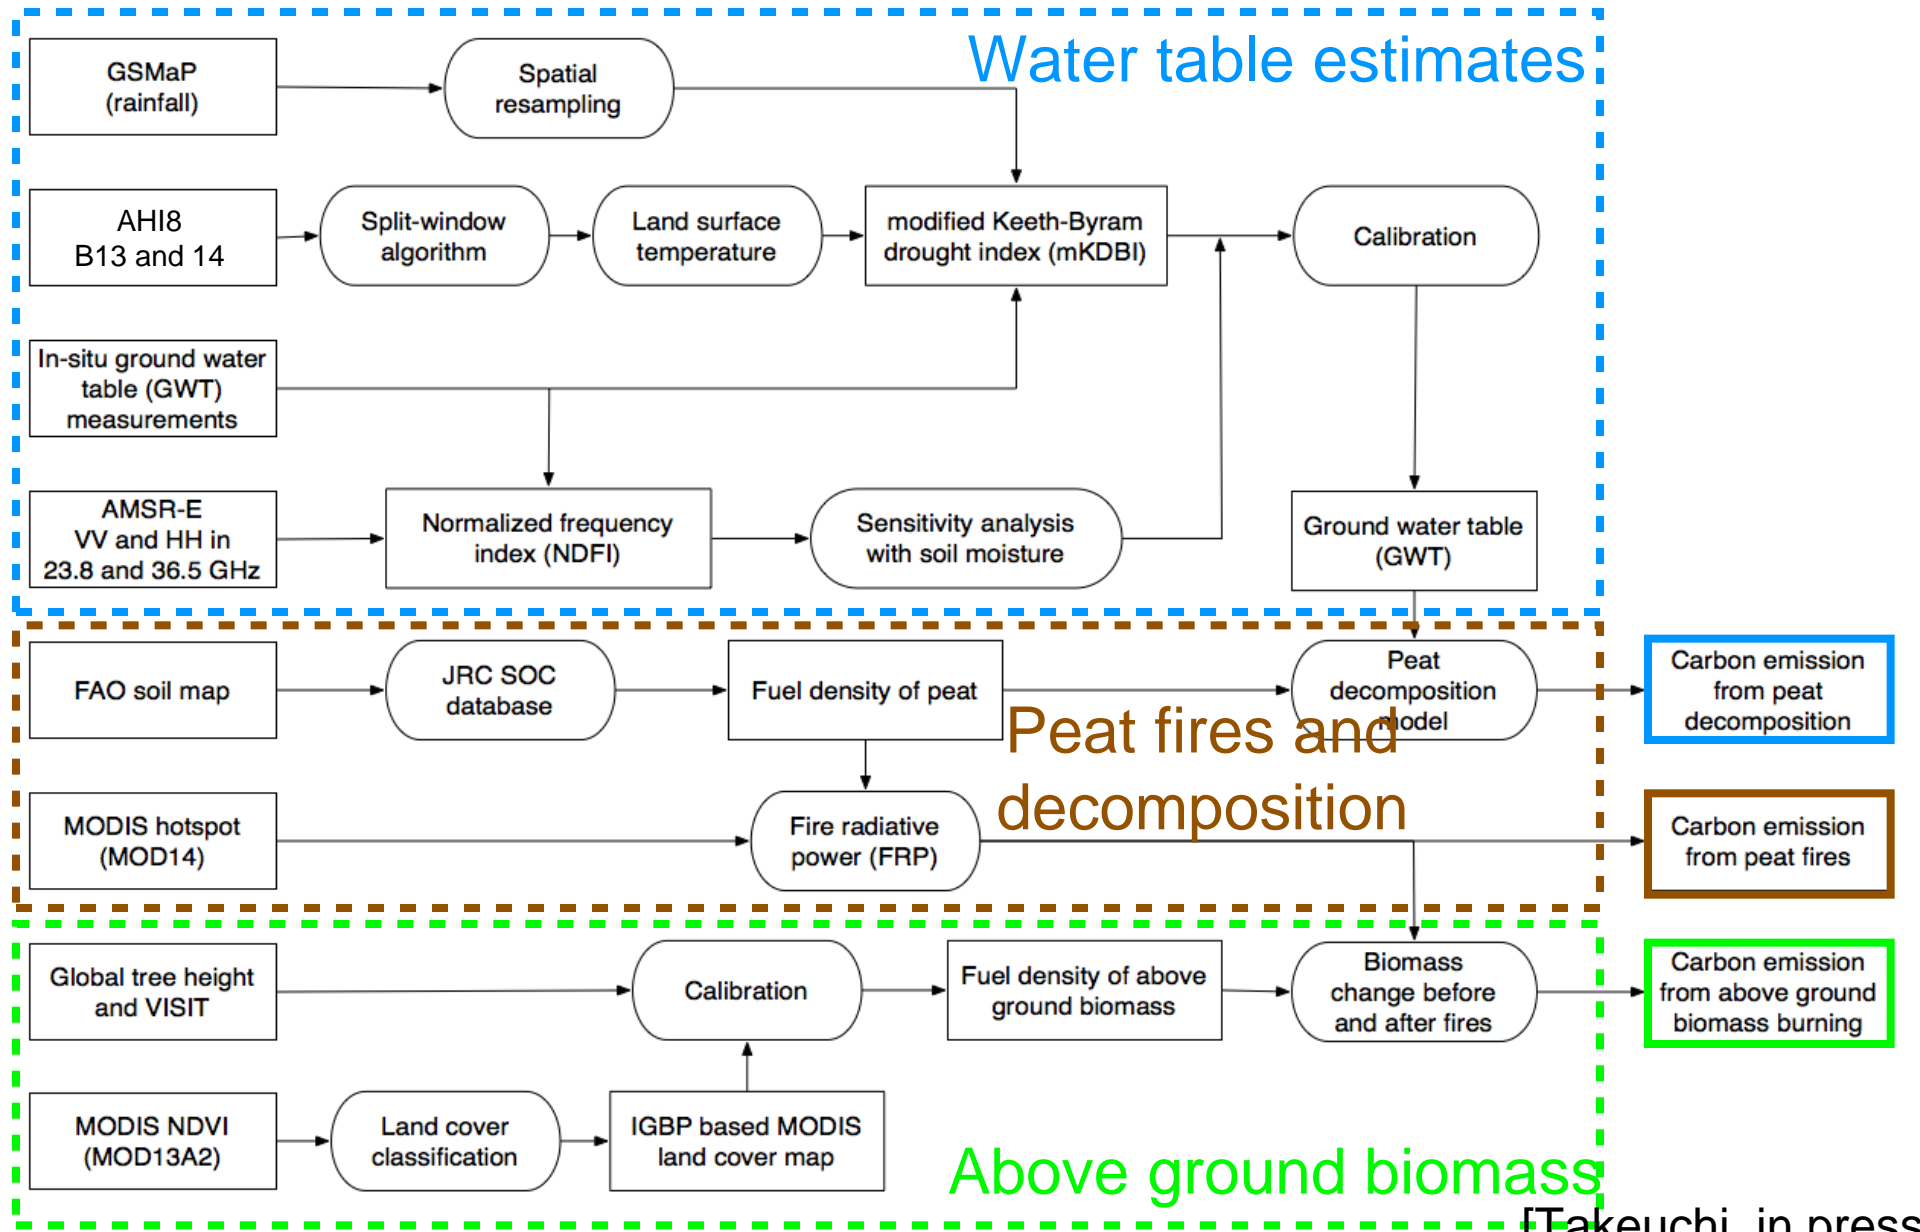 Water table estimates
GSMaP
(rainfall)
Spatial
resampling
AHI8
B13 and 14
Split-window
algorithm
Land surface
temperature
modified Keeth-Byram
drought index (mKDBI)
Calibration
In-situ ground water
table (GWT)
measurements
AMSR-E
VV and HH in
23.8 and 36.5 GHz
Normalized frequency
index (NDFI)
Sensitivity analysis
with soil moisture
Ground water table
(GWT)
FAO soil map
JRC SOC
database
Fuel density of peat
Peat
decomposition
model
Carbon emission
from peat
decomposition
Peat fires and
decomposition
MODIS hotspot
(MOD14)
Fire radiative
power (FRP)
Carbon emission
from peat fires
Global tree height
and VISIT
Calibration
Fuel density of above
ground biomass
Biomass
change before
and after fires
Carbon emission
from above ground
biomass burning
MODIS NDVI
(MOD13A2)
Land cover
classification
IGBP based MODIS
land cover map
Above ground biomass
[Takeuchi, in press